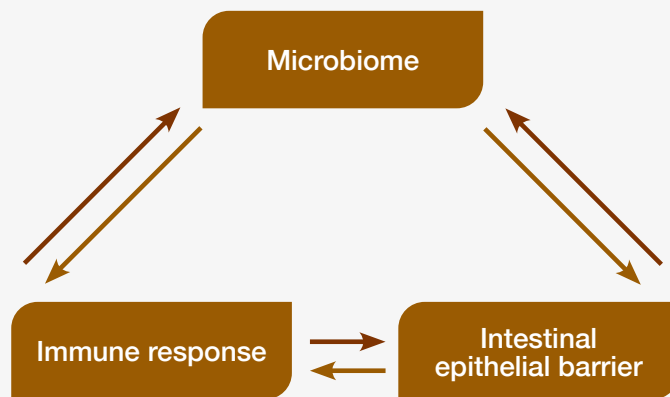 Microbiome
Immune response
Intestinal
epithelial barrier